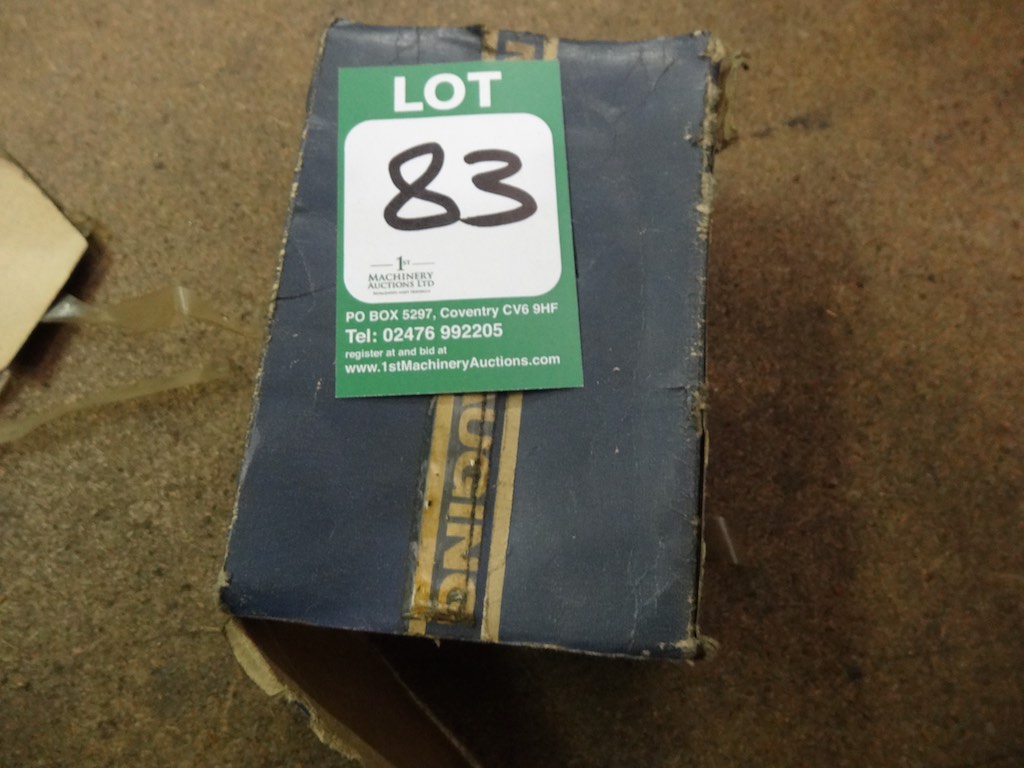 LOT
83
1ST
MACHINERY
AUCTIONS LTD
PO BOX 5297, Coventry CV6 9HF
Tel: 02476 992205
register at and bid at
www.1stMachineryAuctions.com